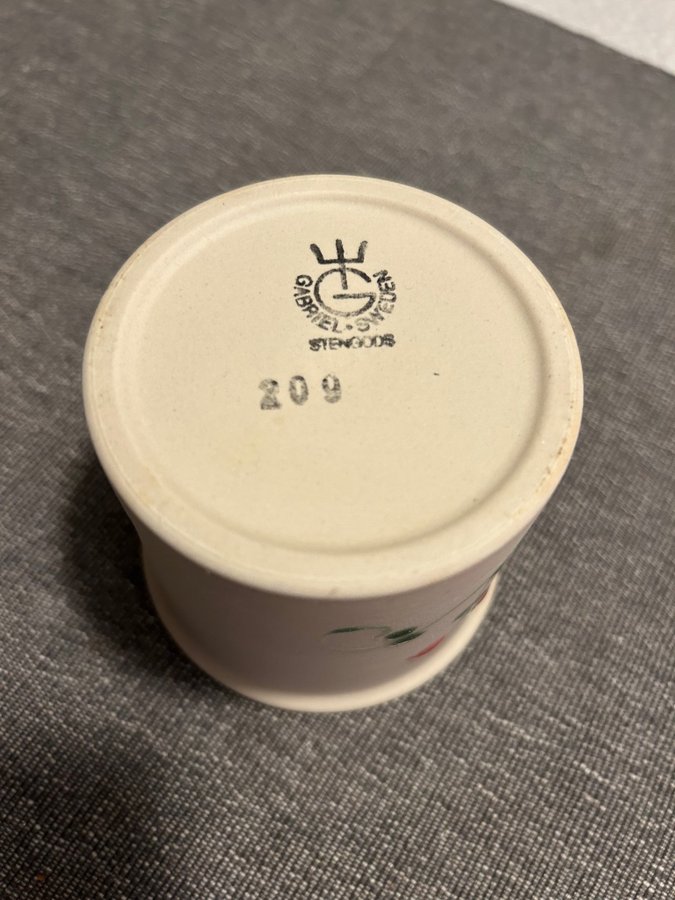 G
GABRIEL • SWEDEN
STENGODS
209